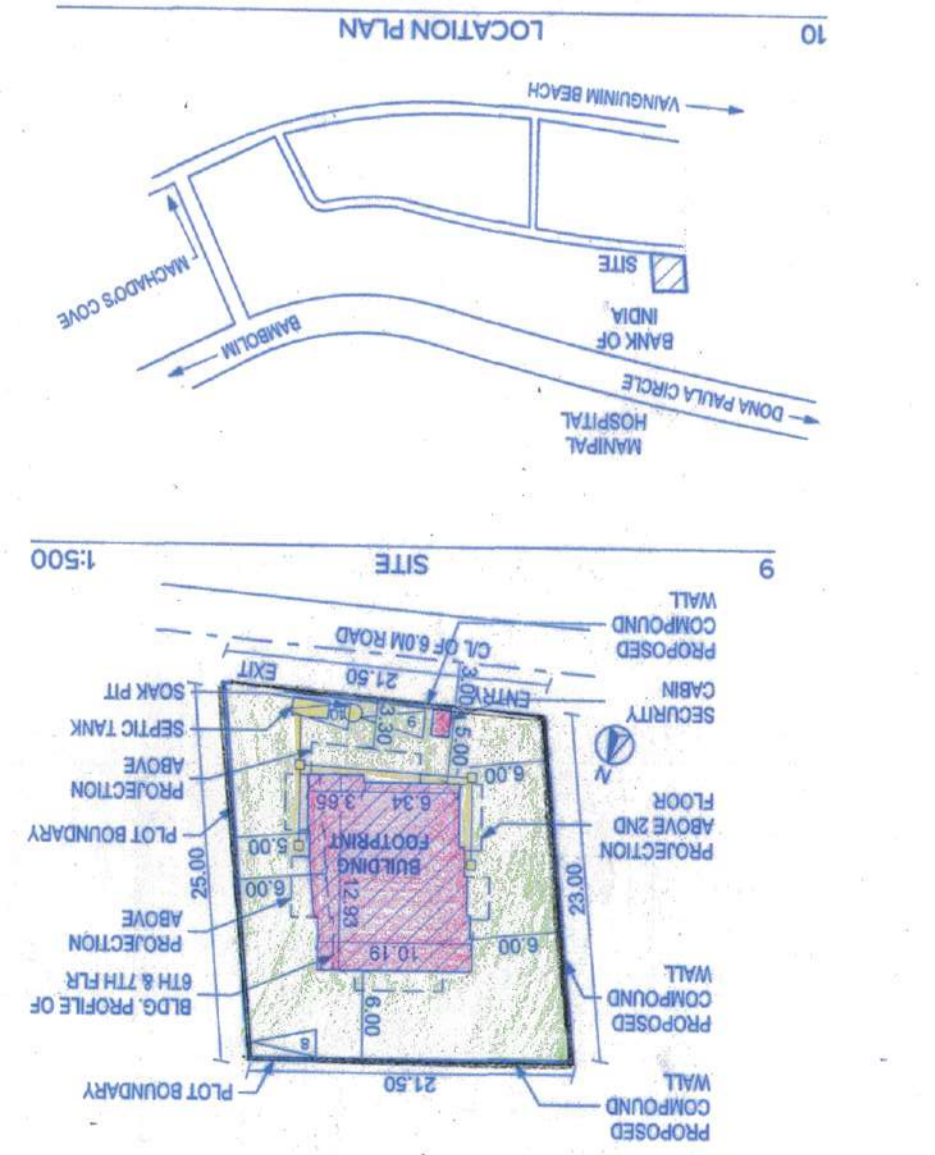 PROPOSED
COMPOUND
WALL
21.50
PLOT BOUNDARY
8
PROPOSED
COMPOUND
WALL
6.00
BLDG. PROFILE OF
6TH & 7TH FLR
10.19
6.00
PROJECTION
ABOVE
23.00
12.93
6.00
25.00
PROJECTION
ABOVE 2ND
FLOOR
BUILDING
FOOTPRINT
5.00
PLOT BOUNDARY
6.34
3.65
N
6.00
PROJECTION
ABOVE
5.00
3.30
9
10
SEPTIC TANK
SECURITY
CABIN
ENTRY
3.00
21.50
EXIT
SOAK PIT
PROPOSED
COMPOUND
WALL
C/L OF 6.0M ROAD
9
SITE
1:500
MANIPAL
HOSPITAL
DONA PAULA CIRCLE
BAMBOLIM
BANK OF
INDIA
SITE
MACHADO'S COVE
VAINGUINIM BEACH
10
LOCATION PLAN